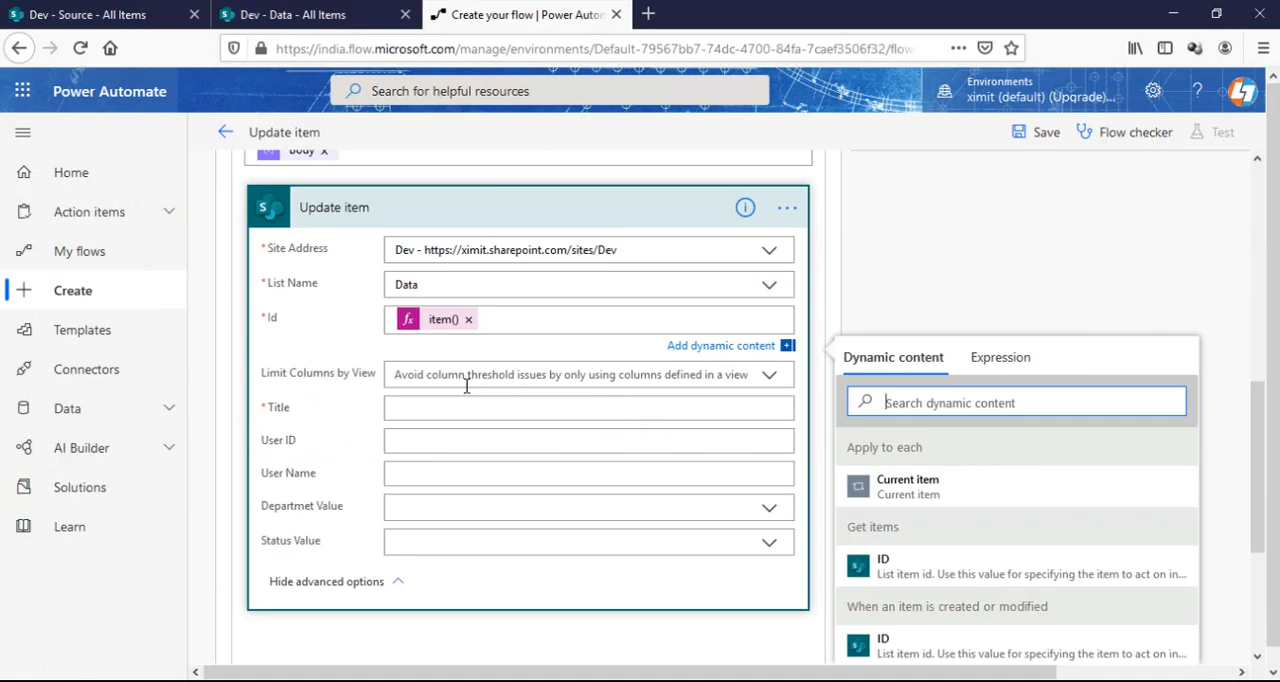 Dev - Source - All Items
Dev - Data - All Items
Create your flow | Power Autom
https://india.flow.microsoft.com/manage/environments/Default-79567bb7-74dc-4700-84fa-7caef3506f32/flow
Power Automate
Search for helpful resources
Environments
ximit (default) (Upgrade)...
Update item
Save
Flow checker
Test
Home
Action items
My flows
Create
Templates
Connectors
Data
AI Builder
Solutions
Learn
body
Update item
* Site Address
Dev - https://ximit.sharepoint.com/sites/Dev
* List Name
Data
* Id
item()
Add dynamic content
Limit Columns by View
Avoid column threshold issues by only using columns defined in a view
* Title
User ID
User Name
Departmet Value
Status Value
Hide advanced options
Dynamic content
Expression
Search dynamic content
Apply to each
Current item
Current item
Get items
ID
List item id. Use this value for specifying the item to act on in...
When an item is created or modified
ID
List item id. Use this value for specifying the item to act on in...